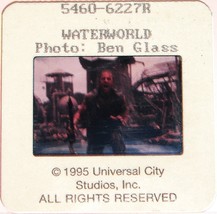 5460-6227R
WATERWORLD
Photo: Ben Glass
© 1995 Universal City
Studios, Inc.
ALL RIGHTS RESERVED